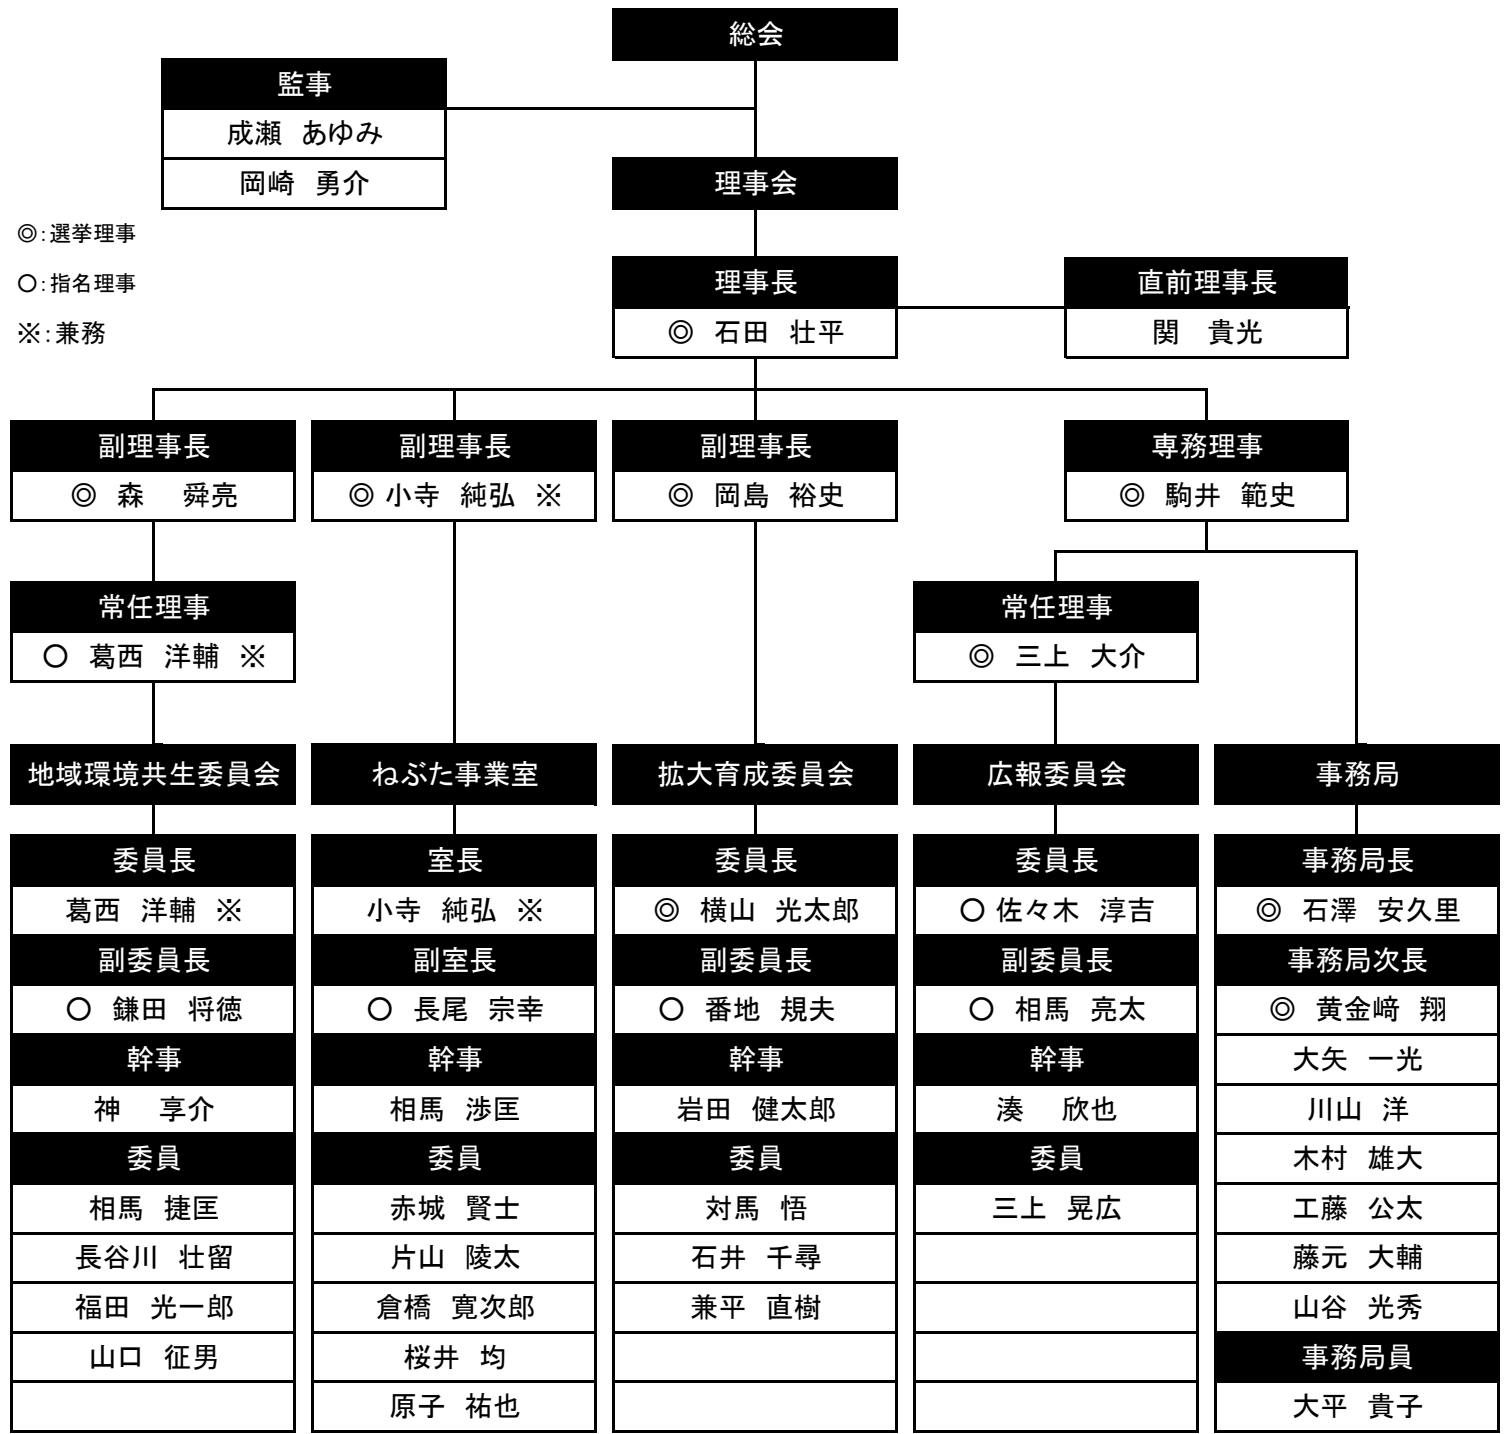 総会
監事
成瀬 あゆみ
岡崎 勇介
理事会
◎:選挙理事
〇:指名理事
※:兼務
理事長
◎ 石田 壮平
直前理事長
関 貴光
副理事長
◎ 森 舜亮
副理事長
◎ 小寺 純弘 ※
副理事長
◎ 岡島 裕史
専務理事
◎ 駒井 範史
常任理事
〇 葛西 洋輔 ※
常任理事
◎ 三上 大介
地域環境共生委員会
委員長
葛西 洋輔 ※
副委員長
〇 鎌田 将徳
幹事
神 享介
委員
相馬 捷匡
長谷川 壮留
福田 光一郎
山口 征男
ねぶた事業室
室長
小寺 純弘 ※
副室長
〇 長尾 宗幸
幹事
相馬 渉匡
委員
赤城 賢士
片山 陵太
倉橋 寛次郎
桜井 均
原子 祐也
拡大育成委員会
委員長
◎ 横山 光太郎
副委員長
〇 番地 規夫
幹事
岩田 健太郎
委員
対馬 悟
石井 千尋
兼平 直樹
広報委員会
委員長
〇 佐々木 淳吉
副委員長
〇 相馬 亮太
幹事
湊 欣也
委員
三上 晃広
事務局
事務局長
◎ 石澤 安久里
事務局次長
◎ 黄金﨑 翔
大矢 一光
川山 洋
木村 雄大
工藤 公太
藤元 大輔
山谷 光秀
事務局員
大平 貴子